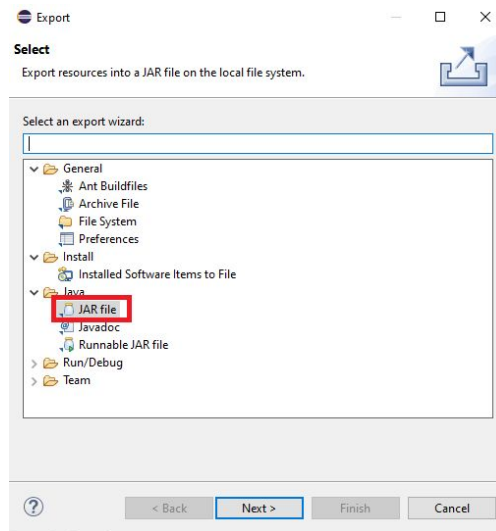 Export
Select
Export resources into a JAR file on the local file system.
Select an export wizard:
General
Ant Buildfiles
Archive File
File System
Preferences
Install
Installed Software Items to File
Java
JAR file
Javadoc
Runnable JAR file
Run/Debug
Team
?
< Back
Next >
Finish
Cancel